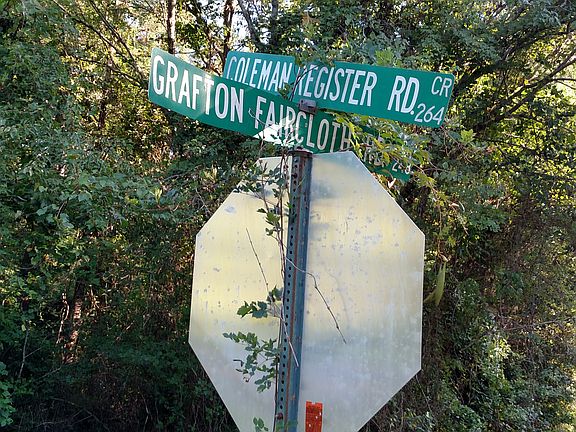 COLEMAN REGISTER RD. CR
264
GRAFTON FAIRCLOTH